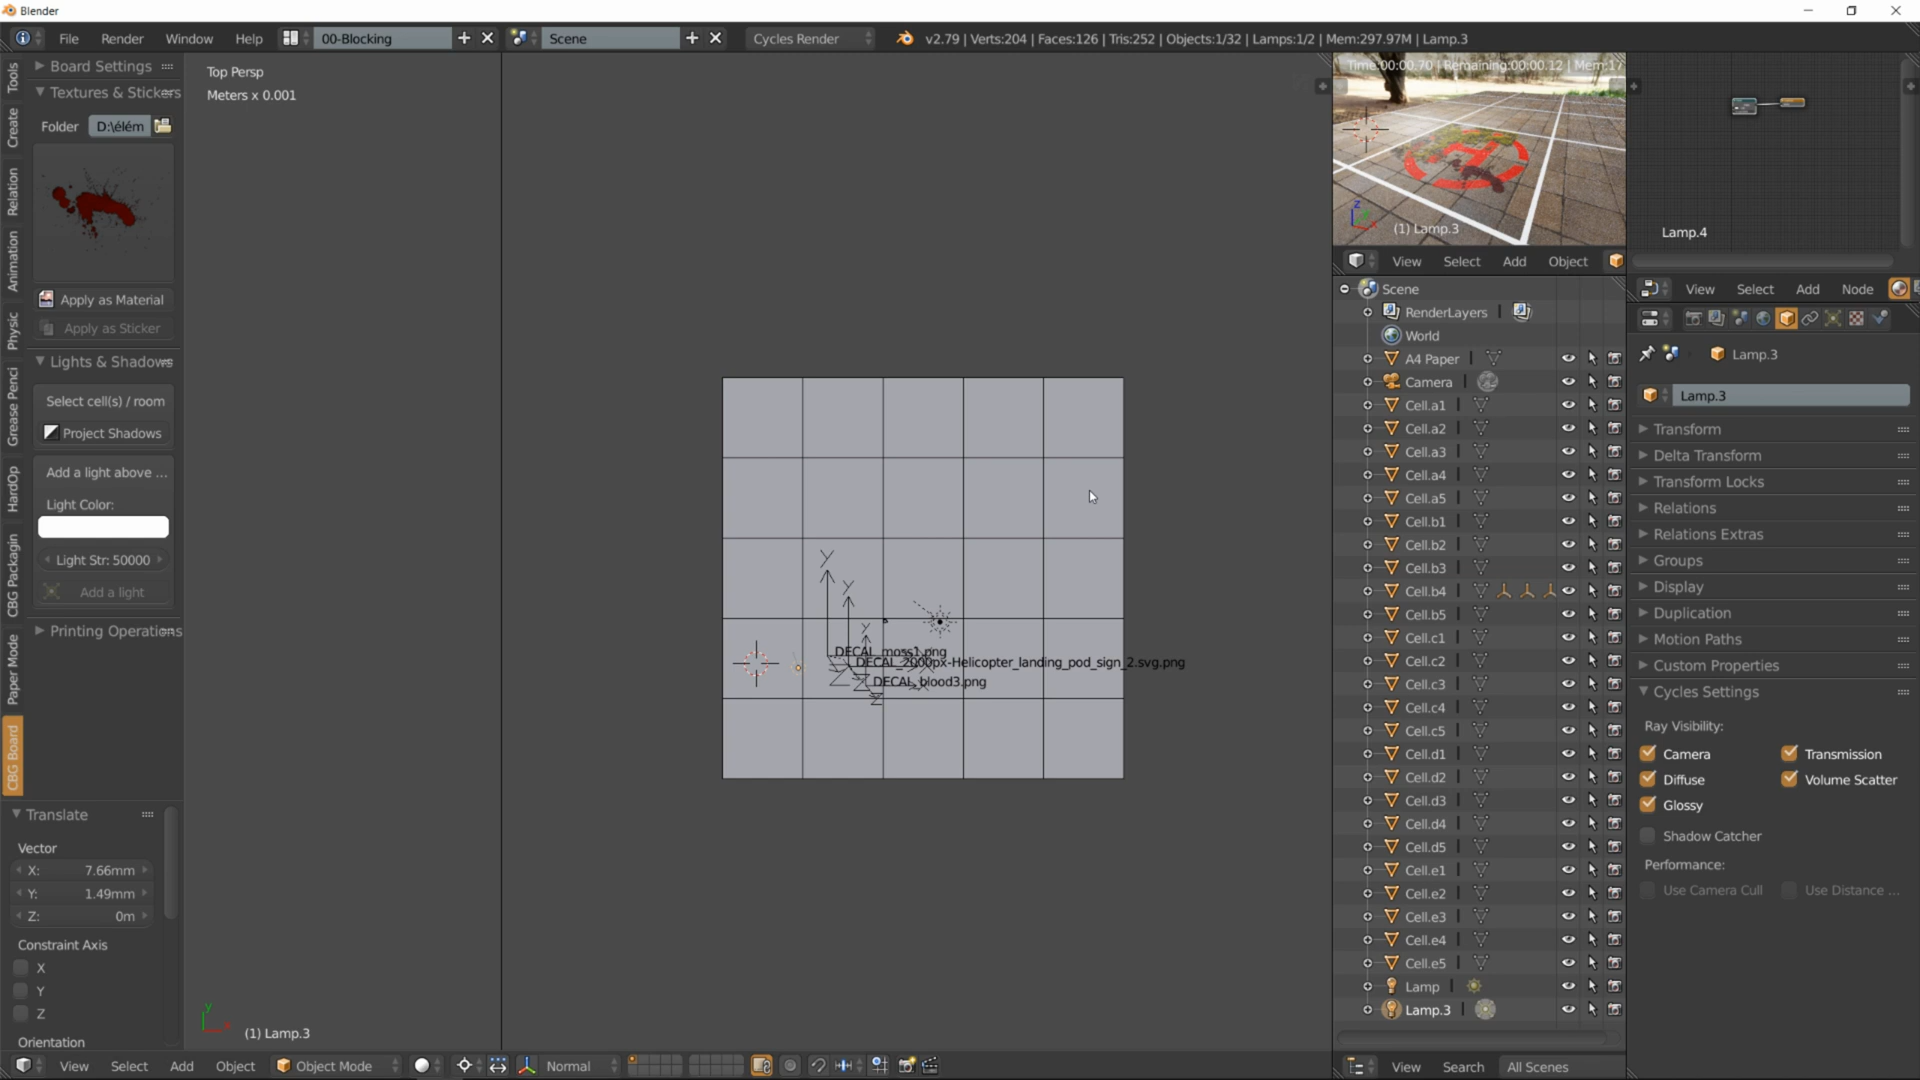 Blender
File Render Window Help 00-Blocking Scene Cycles Render v2.79 | Verts:204 | Faces:126 | Tris:252 | Objects:1/32 | Lamps:1/2 | Mem:297.97M | Lamp.3
Tools
Create
Relation
Animation
Physic
Grease Penci
HardOp
CBG Packagin
Paper Mode
CBG Board
Board Settings
Textures & Stickers
Folder D:\élém
Apply as Material
Apply as Sticker
Lights & Shadows
Select cell(s) / room
Project Shadows
Add a light above ...
Light Color:
Light Str: 50000
Add a light
Printing Operations
Translate
Vector
X: 7.66mm
Y: 1.49mm
Z: 0m
Constraint Axis
X
Y
Z
Orientation
Top Persp
Meters x 0.001
Y
Y
Y
DECAL_moss1.png
DECAL_2000px-Helicopter_landing_pod_sign_2.svg.png
DECAL_blood3.png
Z
Z
y
(1) Lamp.3
View Select Add Object Object Mode Normal
Time:00:00.70 | Remaining:00:00.12 | Mem:17
Z
(1) Lamp.3
View Select Add Object
Scene
RenderLayers
World
A4 Paper
Camera
Cell.a1
Cell.a2
Cell.a3
Cell.a4
Cell.a5
Cell.b1
Cell.b2
Cell.b3
Cell.b4
Cell.b5
Cell.c1
Cell.c2
Cell.c3
Cell.c4
Cell.c5
Cell.d1
Cell.d2
Cell.d3
Cell.d4
Cell.d5
Cell.e1
Cell.e2
Cell.e3
Cell.e4
Cell.e5
Lamp
Lamp.3
View Search All Scenes
Lamp.4
View Select Add Node
Lamp.3
Lamp.3
Transform
Delta Transform
Transform Locks
Relations
Relations Extras
Groups
Display
Duplication
Motion Paths
Custom Properties
Cycles Settings
Ray Visibility:
Camera Transmission
Diffuse Volume Scatter
Glossy
Shadow Catcher
Performance:
Use Camera Cull Use Distance ...